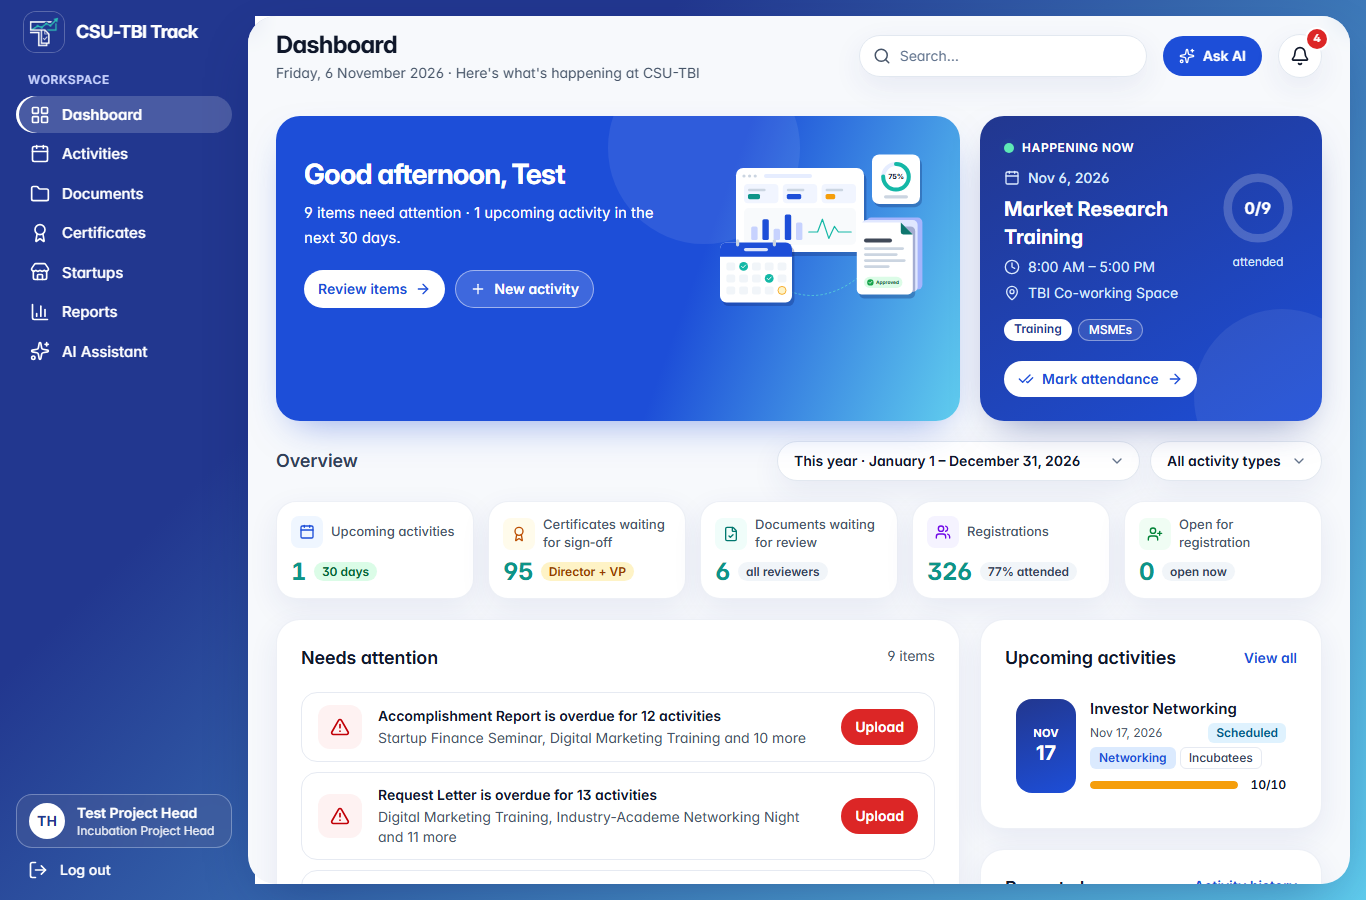 CSU-TBI Track
WORKSPACE
Dashboard
Activities
Documents
Certificates
Startups
Reports
AI Assistant
TH
Test Project Head
Incubation Project Head
Log out
Dashboard
Friday, 6 November 2026 · Here's what's happening at CSU-TBI
Search...
Ask AI
4
Good afternoon, Test
9 items need attention · 1 upcoming activity in the
next 30 days.
Review items
New activity
75%
Approved
HAPPENING NOW
Nov 6, 2026
Market Research
Training
8:00 AM – 5:00 PM
TBI Co-working Space
Training
MSMEs
Mark attendance
0/9
attended
Overview
This year · January 1 – December 31, 2026
All activity types
Upcoming activities
1
30 days
Certificates waiting
for sign-off
95
Director + VP
Documents waiting
for review
6
all reviewers
Registrations
326
77% attended
Open for
registration
0
open now
Needs attention
9 items
Accomplishment Report is overdue for 12 activities
Startup Finance Seminar, Digital Marketing Training and 10 more
Upload
Request Letter is overdue for 13 activities
Digital Marketing Training, Industry-Academe Networking Night
and 11 more
Upload
Upcoming activities
View all
NOV
17
Investor Networking
Nov 17, 2026
Scheduled
Networking
Incubatees
10/10
Activity history